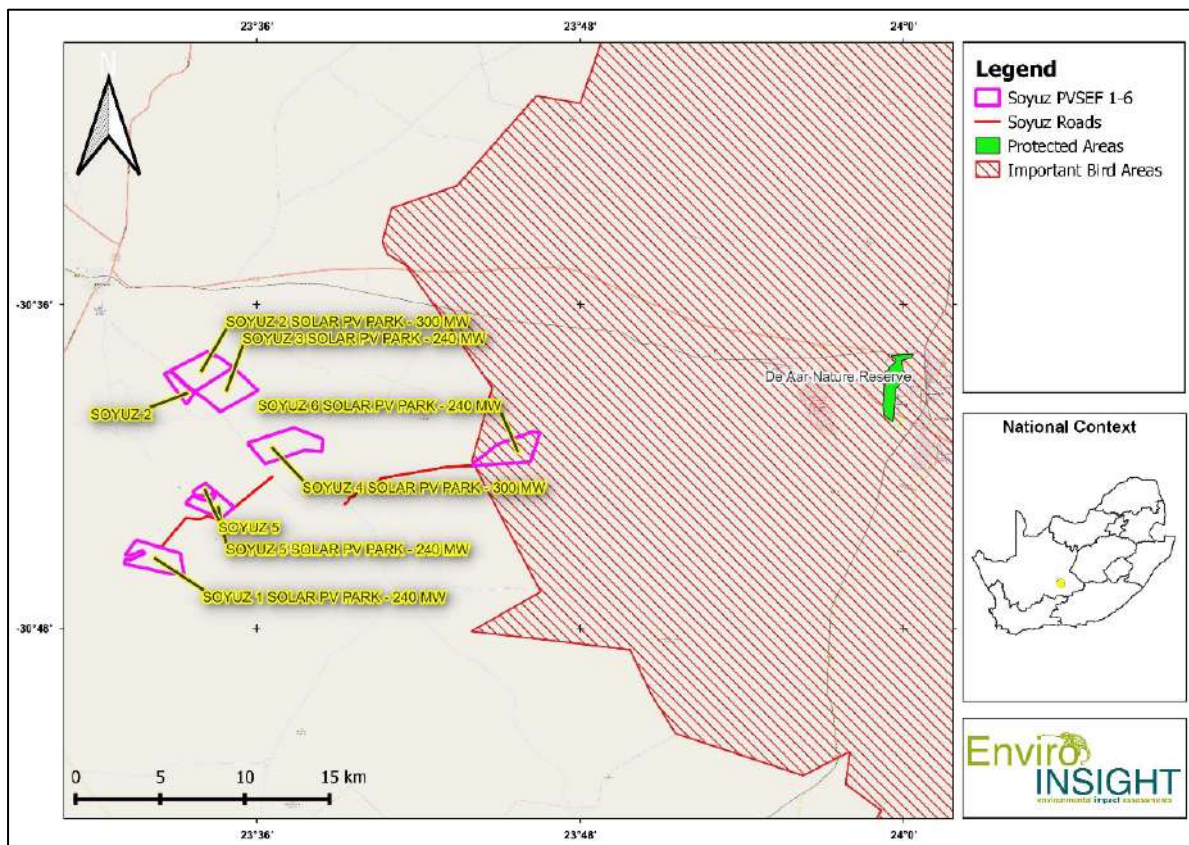 23°36'
23°48'
24°0'
N
-30°36'
-30°36'
SOYUZ 2 SOLAR PV PARK - 300 MW
SOYUZ 3 SOLAR PV PARK - 240 MW
De Aar Nature Reserve
SOYUZ 2
SOYUZ 6 SOLAR PV PARK - 240 MW
SOYUZ 4 SOLAR PV PARK - 300 MW
SOYUZ 5
SOYUZ 5 SOLAR PV PARK - 240 MW
SOYUZ 1 SOLAR PV PARK - 240 MW
-30°48'
-30°48'
0 5 10 15 km
23°36'
23°48'
24°0'
Legend
Soyuz PVSEF 1-6
Soyuz Roads
Protected Areas
Important Bird Areas
National Context
Enviro
INSIGHT
environmental impact assessments